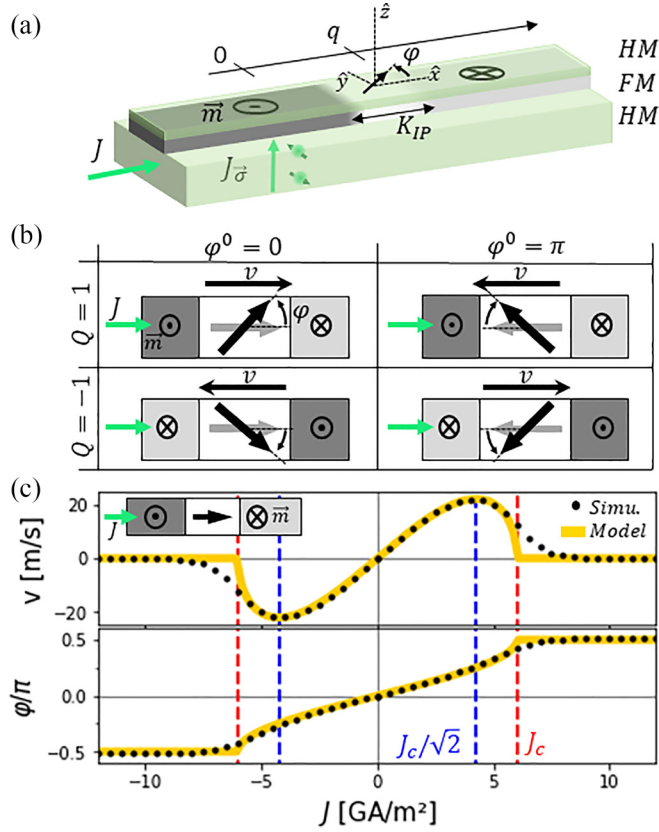 (a)
ẑ
q
0
φ
ŷ
x̂
HM
FM
HM
m⃗
K_IP
J
J_σ⃗
(b)
φ⁰ = 0
φ⁰ = π
Q = 1
v
v
J
m⃗
φ
Q = −1
v
v
(c)
J
m⃗
Simu.
Model
v [m/s]
20
0
−20
φ/π
0.5
0.0
−0.5
J_c/√2
J_c
−10 −5 0 5 10
J [GA/m²]